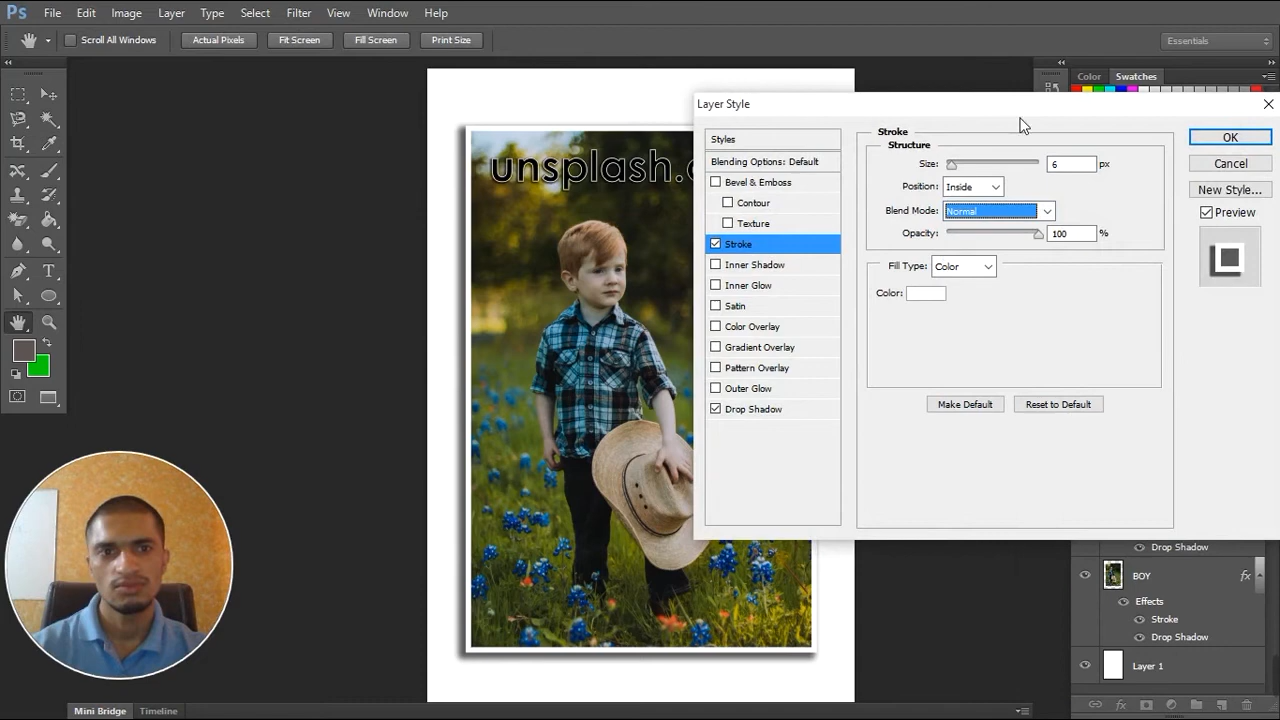 Ps File Edit Image Layer Type Select Filter View Window Help
Scroll All Windows Actual Pixels Fit Screen Fill Screen Print Size Essentials
Color Swatches
unsplash.
Layer Style
Styles
Blending Options: Default
Bevel & Emboss
Contour
Texture
Stroke
Inner Shadow
Inner Glow
Satin
Color Overlay
Gradient Overlay
Pattern Overlay
Outer Glow
Drop Shadow
Stroke
Structure
Size: 6 px
Position: Inside
Blend Mode: Normal
Opacity: 100 %
Fill Type: Color
Color:
Make Default Reset to Default
OK
Cancel
New Style...
Preview
Drop Shadow
BOY fx
Effects
Stroke
Drop Shadow
Layer 1
fx
Mini Bridge Timeline